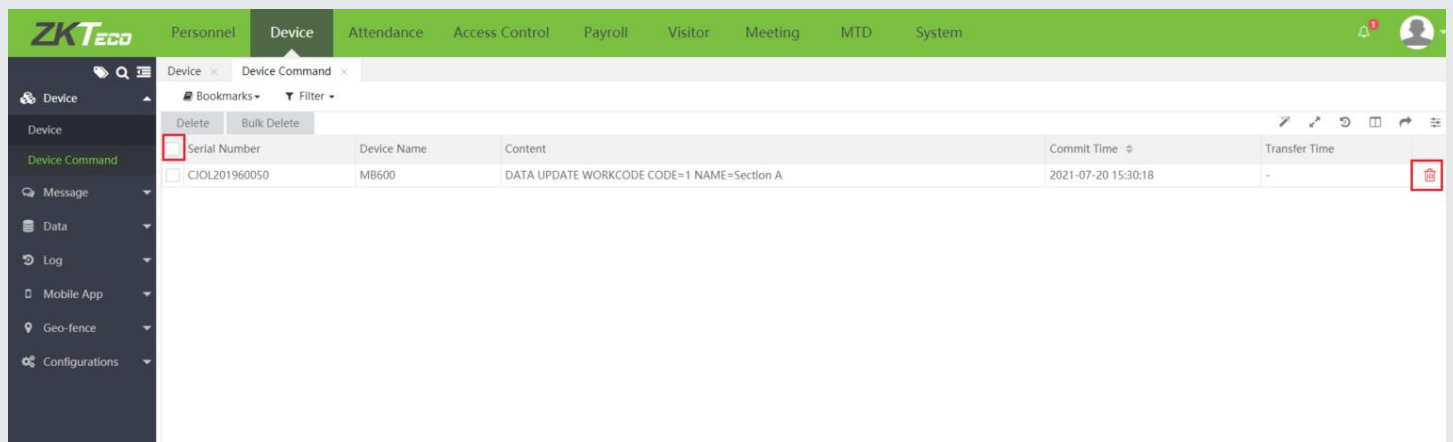 ZKTECO Personnel Device Attendance Access Control Payroll Visitor Meeting MTD System 1
Device Device Command
Device Bookmarks Filter
Device Delete Bulk Delete
Device Command Serial Number Device Name Content Commit Time Transfer Time
CJOL201960050 MB600 DATA UPDATE WORKCODE CODE=1 NAME=Section A 2021-07-20 15:30:18 -
Message
Data
Log
Mobile App
Geo-fence
Configurations